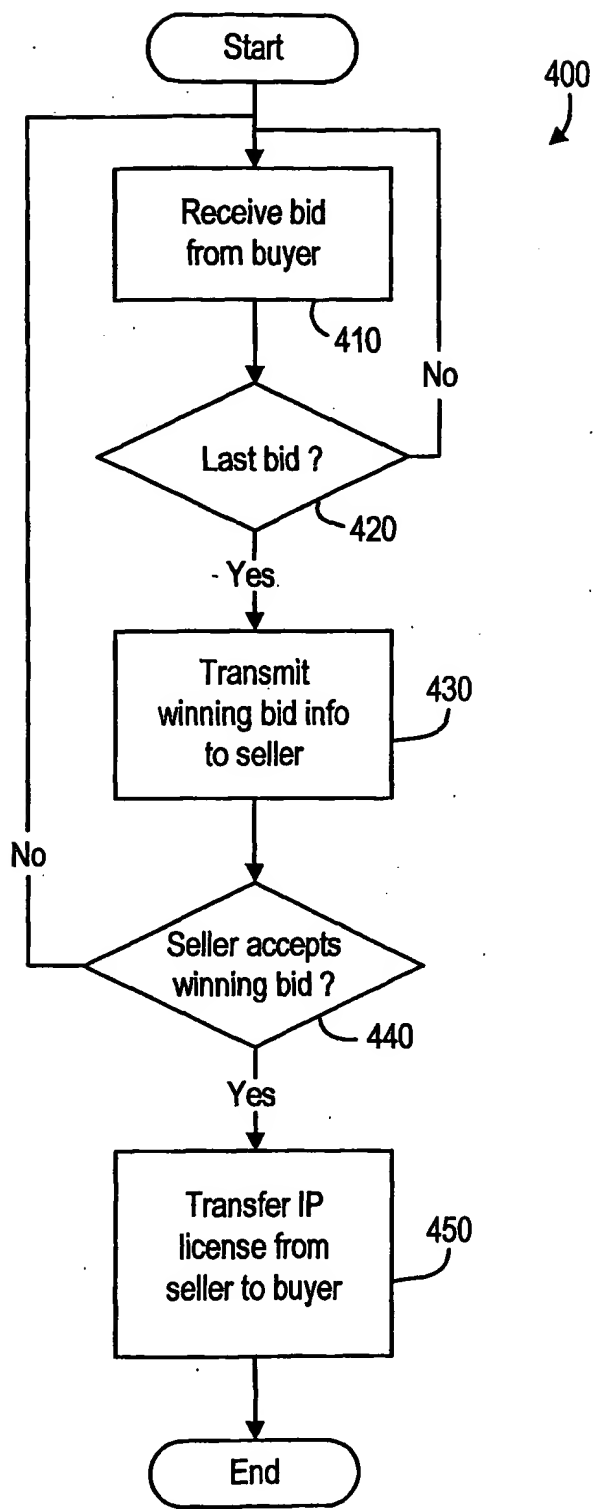 Start
400
Receive bid
from buyer
410
No
Last bid ?
420
Yes
Transmit
winning bid info
to seller
430
No
Seller accepts
winning bid ?
440
Yes
Transfer IP
license from
seller to buyer
450
End